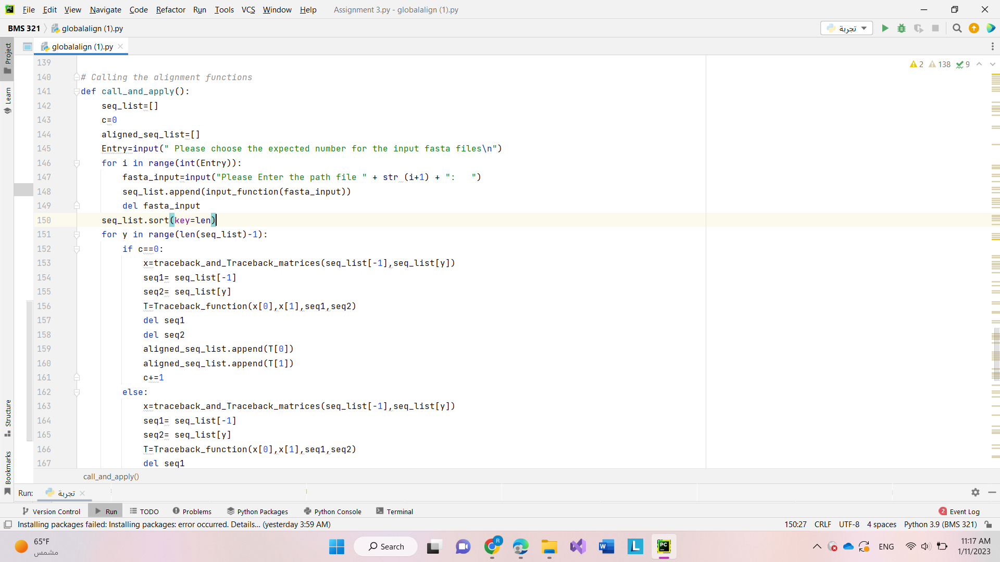 File Edit View Navigate Code Refactor Run Tools VCS Window Help Assignment 3.py - globalalign (1).py
BMS 321 globalalign (1).py تجربة
globalalign (1).py
Project
Learn
Structure
Bookmarks
2 138 9
139
140 # Calling the alignment functions
141 def call_and_apply():
142 seq_list=[]
143 c=0
144 aligned_seq_list=[]
145 Entry=input(" Please choose the expected number for the input fasta files\n")
146 for i in range(int(Entry)):
147 fasta_input=input("Please Enter the path file " + str (i+1) + ":   ")
148 seq_list.append(input_function(fasta_input))
149 del fasta_input
150 seq_list.sort(key=len)
151 for y in range(len(seq_list)-1):
152 if c==0:
153 x=traceback_and_Traceback_matrices(seq_list[-1],seq_list[y])
154 seq1= seq_list[-1]
155 seq2= seq_list[y]
156 T=Traceback_function(x[0],x[1],seq1,seq2)
157 del seq1
158 del seq2
159 aligned_seq_list.append(T[0])
160 aligned_seq_list.append(T[1])
161 c+=1
162 else:
163 x=traceback_and_Traceback_matrices(seq_list[-1],seq_list[y])
164 seq1= seq_list[-1]
165 seq2= seq_list[y]
166 T=Traceback_function(x[0],x[1],seq1,seq2)
167 del seq1
call_and_apply()
Run: تجربة
Version Control Run TODO Problems Python Packages Python Console Terminal 2 Event Log
Installing packages failed: Installing packages: error occurred. Details... (yesterday 3:59 AM) 150:27 CRLF UTF-8 4 spaces Python 3.9 (BMS 321)
65°F
مشمس
Search
R
W
L
PC
ENG
11:17 AM
1/11/2023